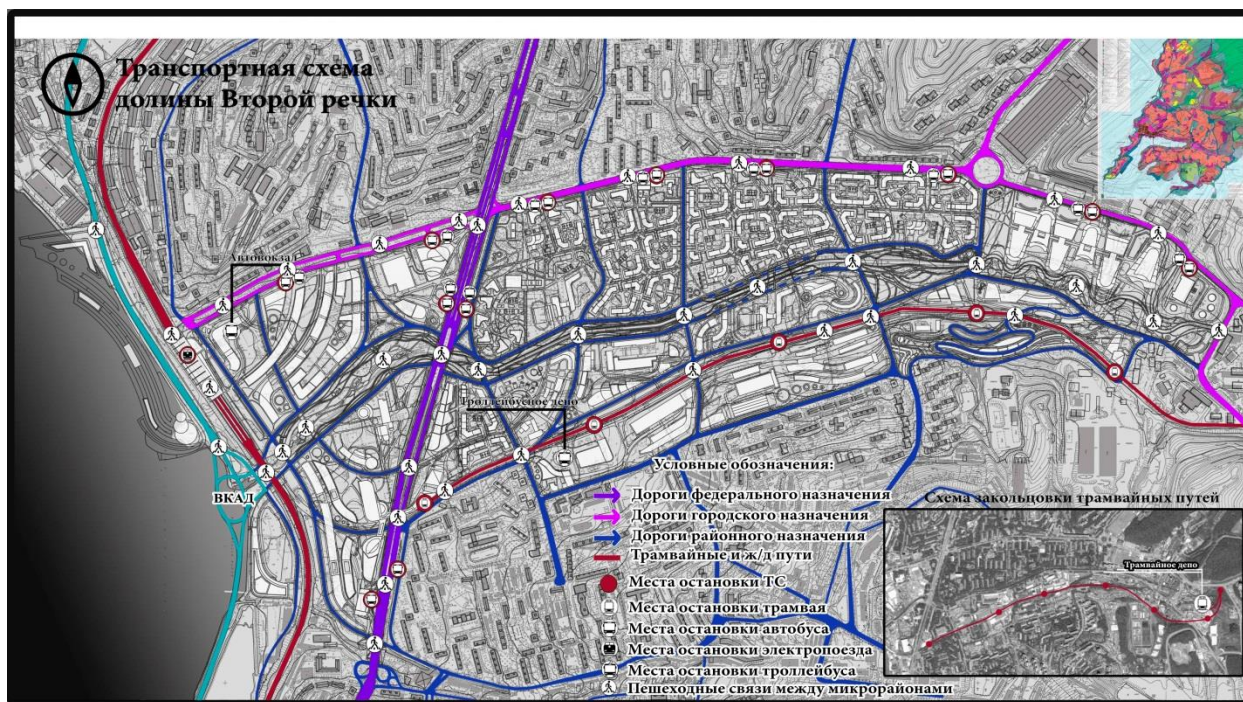 Транспортная схема
долины Второй речки
Автовокзал
Троллейбусное депо
ВКАД
Условные обозначения:
Дороги федерального назначения
Дороги городского назначения
Дороги районного назначения
Трамвайные и ж/д пути
Места остановки ТС
Места остановки трамвая
Места остановки автобуса
Места остановки электропоезда
Места остановки троллейбуса
Пешеходные связи между микрорайонами
Схема закольцовки трамвайных путей
Трамвайное депо